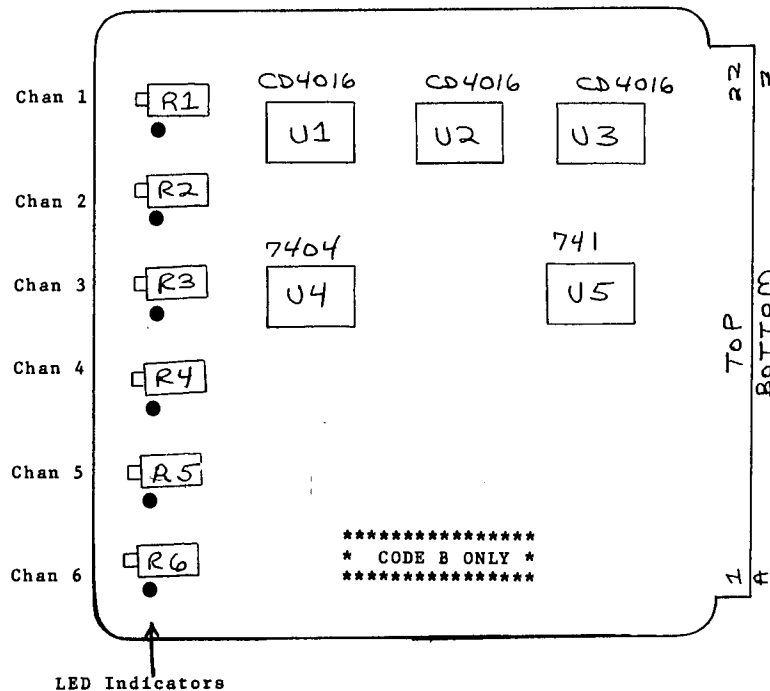 CD4016 CD4016 CD4016
Chan 1 R1 U1 U2 U3
22 Z
Chan 2 R2
7404 741
Chan 3 R3 U4 U5
TOP
BOTTOM
Chan 4 R4
Chan 5 R5
****************
* CODE B ONLY *
****************
Chan 6 R6
1 A
LED Indicators